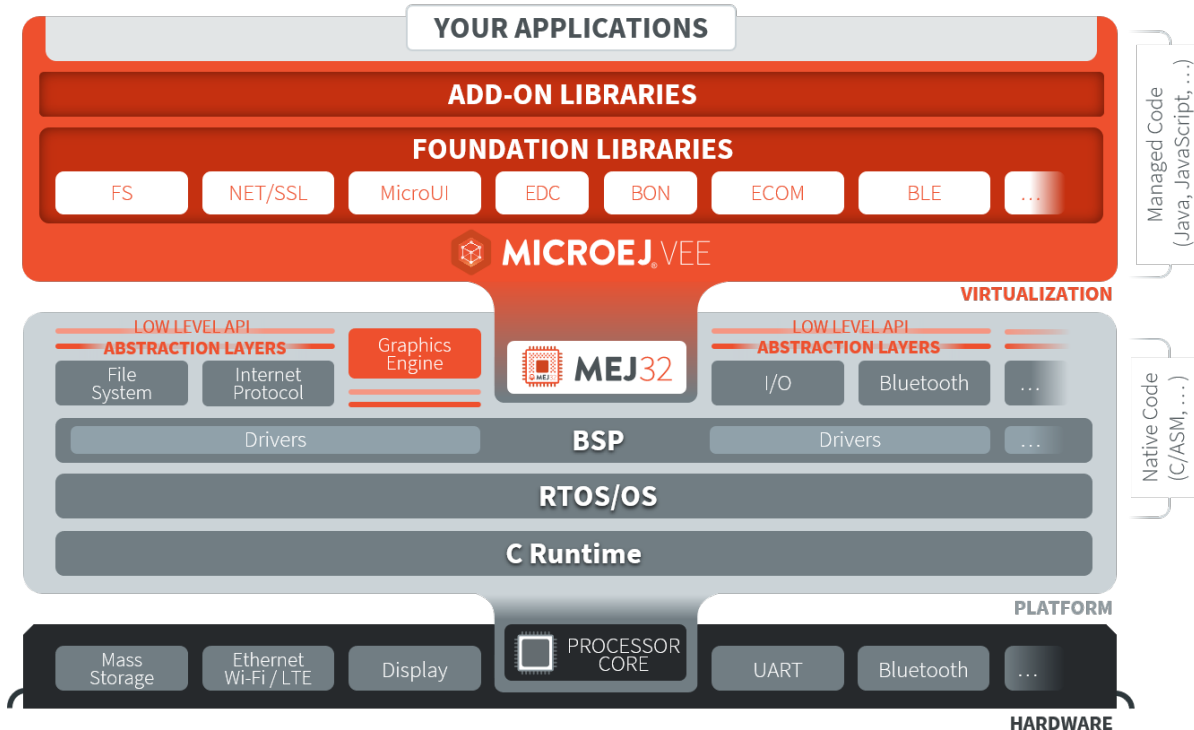 YOUR APPLICATIONS
ADD-ON LIBRARIES
FOUNDATION LIBRARIES
FS
NET/SSL
MicroUI
EDC
BON
ECOM
BLE
...
MICROEJ® VEE
Managed Code
(Java, JavaScript, ...)
VIRTUALIZATION
LOW LEVEL API
ABSTRACTION LAYERS
File
System
Internet
Protocol
Graphics
Engine
MEJ
MEJ32
LOW LEVEL API
ABSTRACTION LAYERS
I/O
Bluetooth
...
Drivers
BSP
Drivers
...
RTOS/OS
C Runtime
Native Code
(C/ASM, ...)
PLATFORM
Mass
Storage
Ethernet
Wi-Fi / LTE
Display
PROCESSOR
CORE
UART
Bluetooth
...
HARDWARE